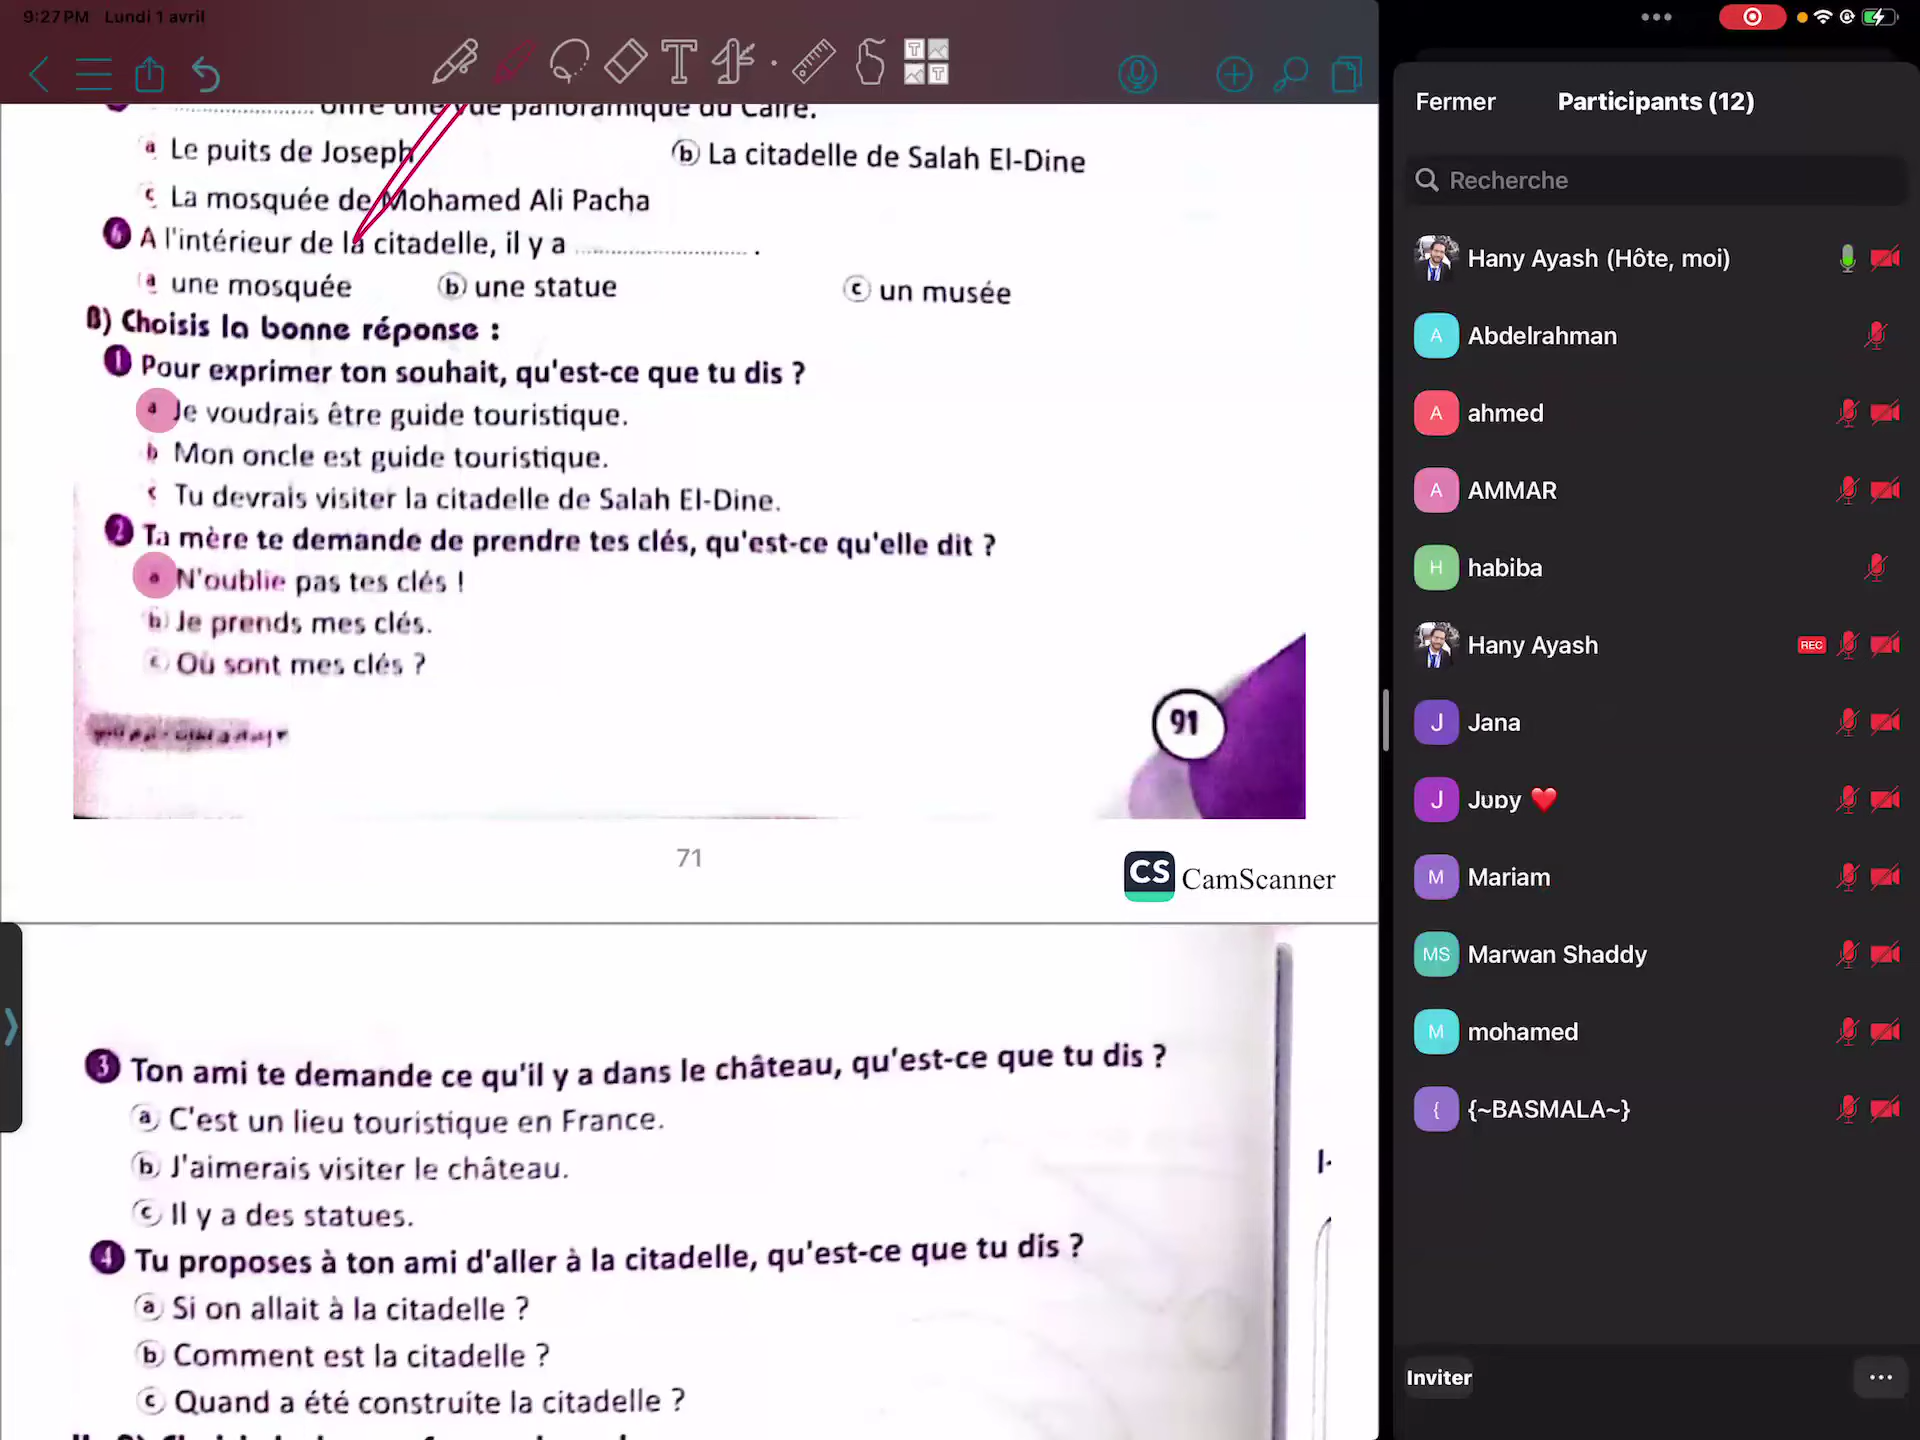 9:27 PM Lundi 1 avril
offre une vue panoramique du Caire.
a Le puits de Joseph
b La citadelle de Salah El-Dine
c La mosquée de Mohamed Ali Pacha
6 A l'intérieur de la citadelle, il y a .............................. .
a une mosquée b une statue c un musée
B) Choisis la bonne réponse :
1 Pour exprimer ton souhait, qu'est-ce que tu dis ?
a Je voudrais être guide touristique.
b Mon oncle est guide touristique.
c Tu devrais visiter la citadelle de Salah El-Dine.
2 Ta mère te demande de prendre tes clés, qu'est-ce qu'elle dit ?
a N'oublie pas tes clés !
b Je prends mes clés.
c Où sont mes clés ?
91
71
CS CamScanner
3 Ton ami te demande ce qu'il y a dans le château, qu'est-ce que tu dis ?
a C'est un lieu touristique en France.
b J'aimerais visiter le château.
c Il y a des statues.
4 Tu proposes à ton ami d'aller à la citadelle, qu'est-ce que tu dis ?
a Si on allait à la citadelle ?
b Comment est la citadelle ?
c Quand a été construite la citadelle ?
Fermer Participants (12)
Recherche
Hany Ayash (Hôte, moi)
A Abdelrahman
A ahmed
A AMMAR
H habiba
Hany Ayash REC
J Jana
J Juby ❤️
M Mariam
MS Marwan Shaddy
M mohamed
{ {~BASMALA~}
Inviter